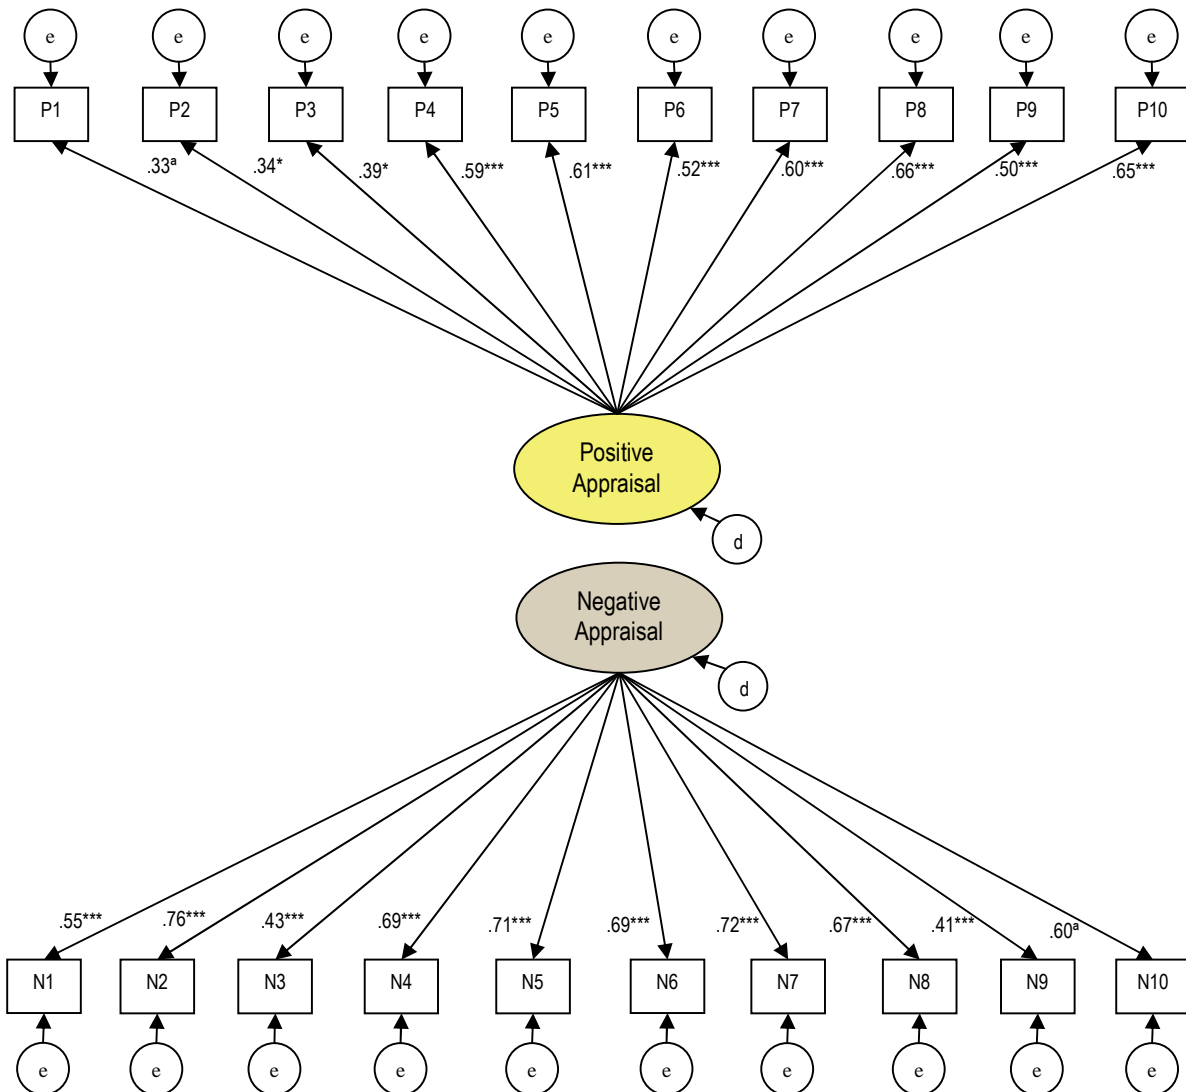 e e e e e e e e e e
P1 P2 P3 P4 P5 P6 P7 P8 P9 P10
.33ª .34* .39* .59*** .61*** .52*** .60*** .66*** .50*** .65***
Positive
Appraisal
d
Negative
Appraisal
d
.55*** .76*** .43*** .69*** .71*** .69*** .72*** .67*** .41*** .60ª
N1 N2 N3 N4 N5 N6 N7 N8 N9 N10
e e e e e e e e e e